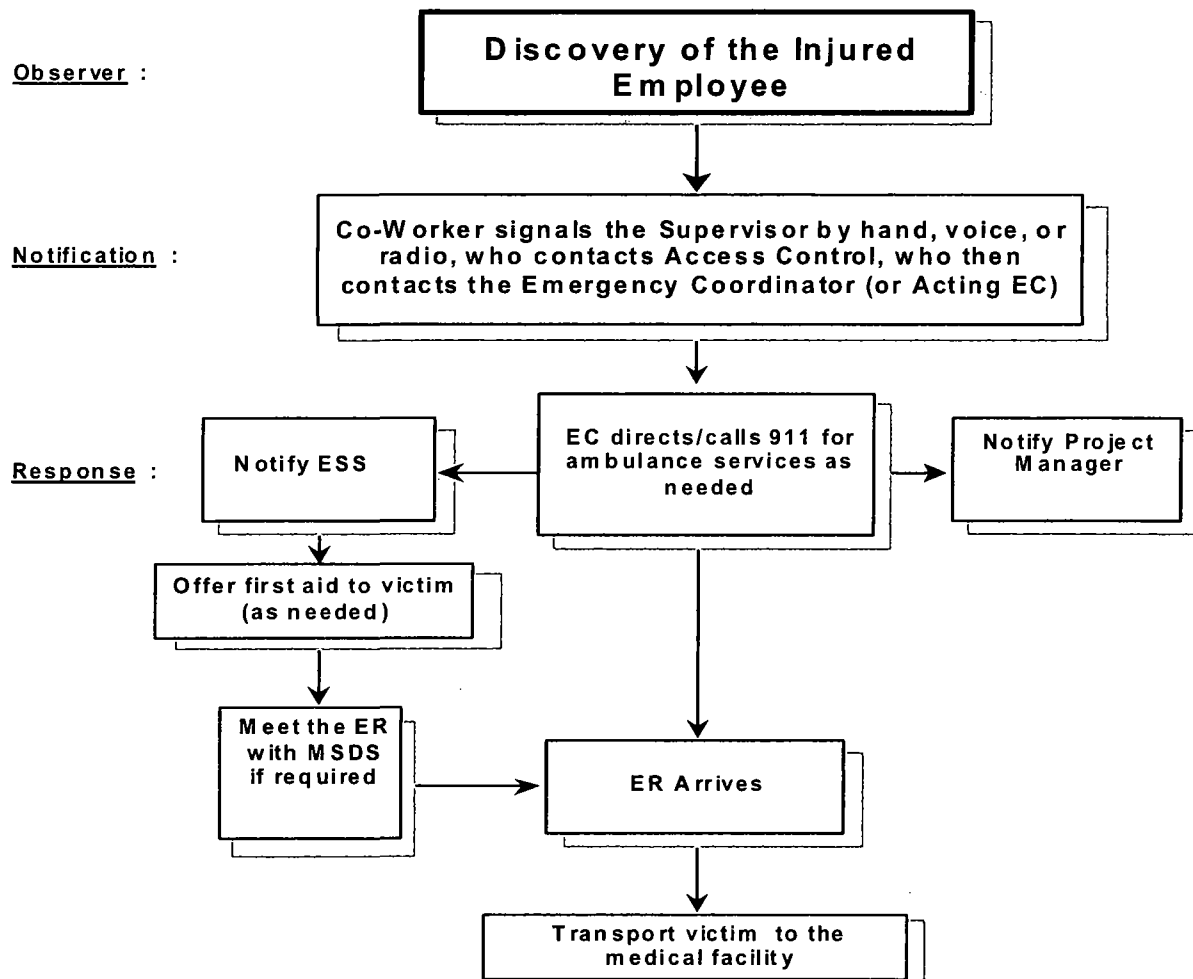 Observer :
Discovery of the Injured
Employee
Notification :
Co-Worker signals the Supervisor by hand, voice, or
radio, who contacts Access Control, who then
contacts the Emergency Coordinator (or Acting EC)
Response :
Notify ESS
EC directs/calls 911 for
ambulance services as
needed
Notify Project
Manager
Offer first aid to victim
(as needed)
Meet the ER
with MSDS
if required
ER Arrives
Transport victim to the
medical facility